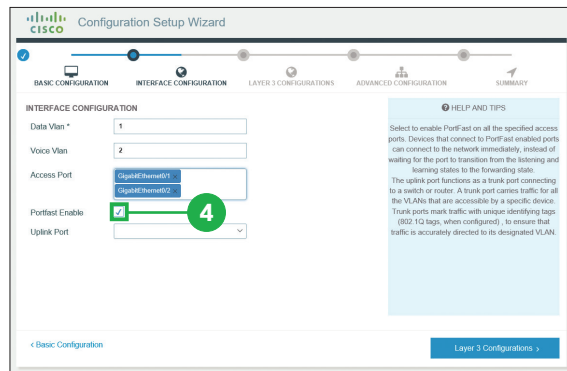 CISCO
Configuration Setup Wizard
BASIC CONFIGURATION
INTERFACE CONFIGURATION
LAYER 3 CONFIGURATIONS
ADVANCED CONFIGURATION
SUMMARY
INTERFACE CONFIGURATION
Data Vlan * 1
Voice Vlan 2
Access Port GigabitEthernet0/1 ×
GigabitEthernet0/2 ×
Portfast Enable 4
Uplink Port
? HELP AND TIPS
Select to enable PortFast on all the specified access
ports. Devices that connect to PortFast enabled ports
can connect to the network immediately, instead of
waiting for the port to transition from the listening and
learning states to the forwarding state.
The uplink port functions as a trunk port connecting
to a switch or router. A trunk port carries traffic for all
the VLANs that are accessible by a specific device.
Trunk ports mark traffic with unique identifying tags
(802.1Q tags, when configured) , to ensure that
traffic is accurately directed to its designated VLAN.
‹ Basic Configuration
Layer 3 Configurations ›